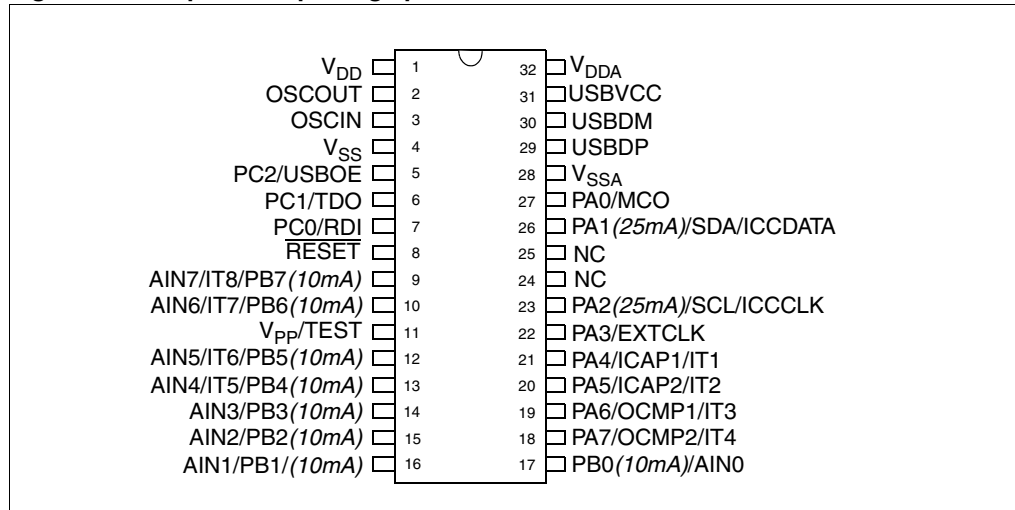 V_DD 1 32 V_DDA
OSCOUT 2 31 USBVCC
OSCIN 3 30 USBDM
V_SS 4 29 USBDP
PC2/USBOE 5 28 V_SSA
PC1/TDO 6 27 PA0/MCO
PC0/RDI 7 26 PA1(25mA)/SDA/ICCDATA
RESET 8 25 NC
AIN7/IT8/PB7(10mA) 9 24 NC
AIN6/IT7/PB6(10mA) 10 23 PA2(25mA)/SCL/ICCCLK
V_PP/TEST 11 22 PA3/EXTCLK
AIN5/IT6/PB5(10mA) 12 21 PA4/ICAP1/IT1
AIN4/IT5/PB4(10mA) 13 20 PA5/ICAP2/IT2
AIN3/PB3(10mA) 14 19 PA6/OCMP1/IT3
AIN2/PB2(10mA) 15 18 PA7/OCMP2/IT4
AIN1/PB1/(10mA) 16 17 PB0(10mA)/AIN0